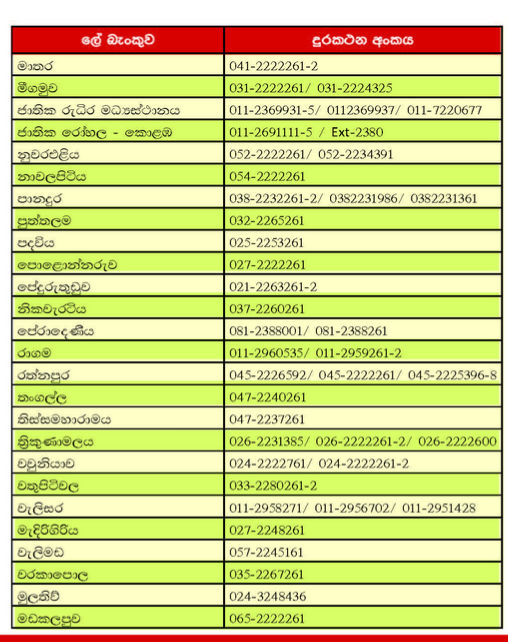 ලේ බැංකුව දුරකථන අංකය
මාතර 041-2222261-2
මීගමුව 031-2222261/ 031-2224325
ජාතික රුධිර මධ්‍යස්ථානය 011-2369931-5/ 0112369937/ 011-7220677
ජාතික රෝහල - කොළඹ 011-2691111-5 / Ext-2380
නුවරඑළිය 052-2222261/ 052-2234391
නාවලපිටිය 054-2222261
පානදුර 038-2232261-2/ 0382231986/ 0382231361
පුත්තලම 032-2265261
පදවිය 025-2253261
පොළොන්නරුව 027-2222261
පේදුරුතුඩුව 021-2263261-2
නිකවැරටිය 037-2260261
පේරාදෙණිය 081-2388001/ 081-2388261
රාගම 011-2960535/ 011-2959261-2
රත්නපුර 045-2226592/ 045-2222261/ 045-2225396-8
තංගල්ල 047-2240261
තිස්සමහාරාමය 047-2237261
ත්‍රිකුණාමලය 026-2231385/ 026-2222261-2/ 026-2222600
වවුනියාව 024-2222761/ 024-2222261-2
වතුපිටිවල 033-2280261-2
වැලිසර 011-2958271/ 011-2956702/ 011-2951428
මැදිරිගිරිය 027-2248261
වැලිමඩ 057-2245161
වරකාපොල 035-2267261
මුලතිව් 024-3248436
මඩකලපුව 065-2222261